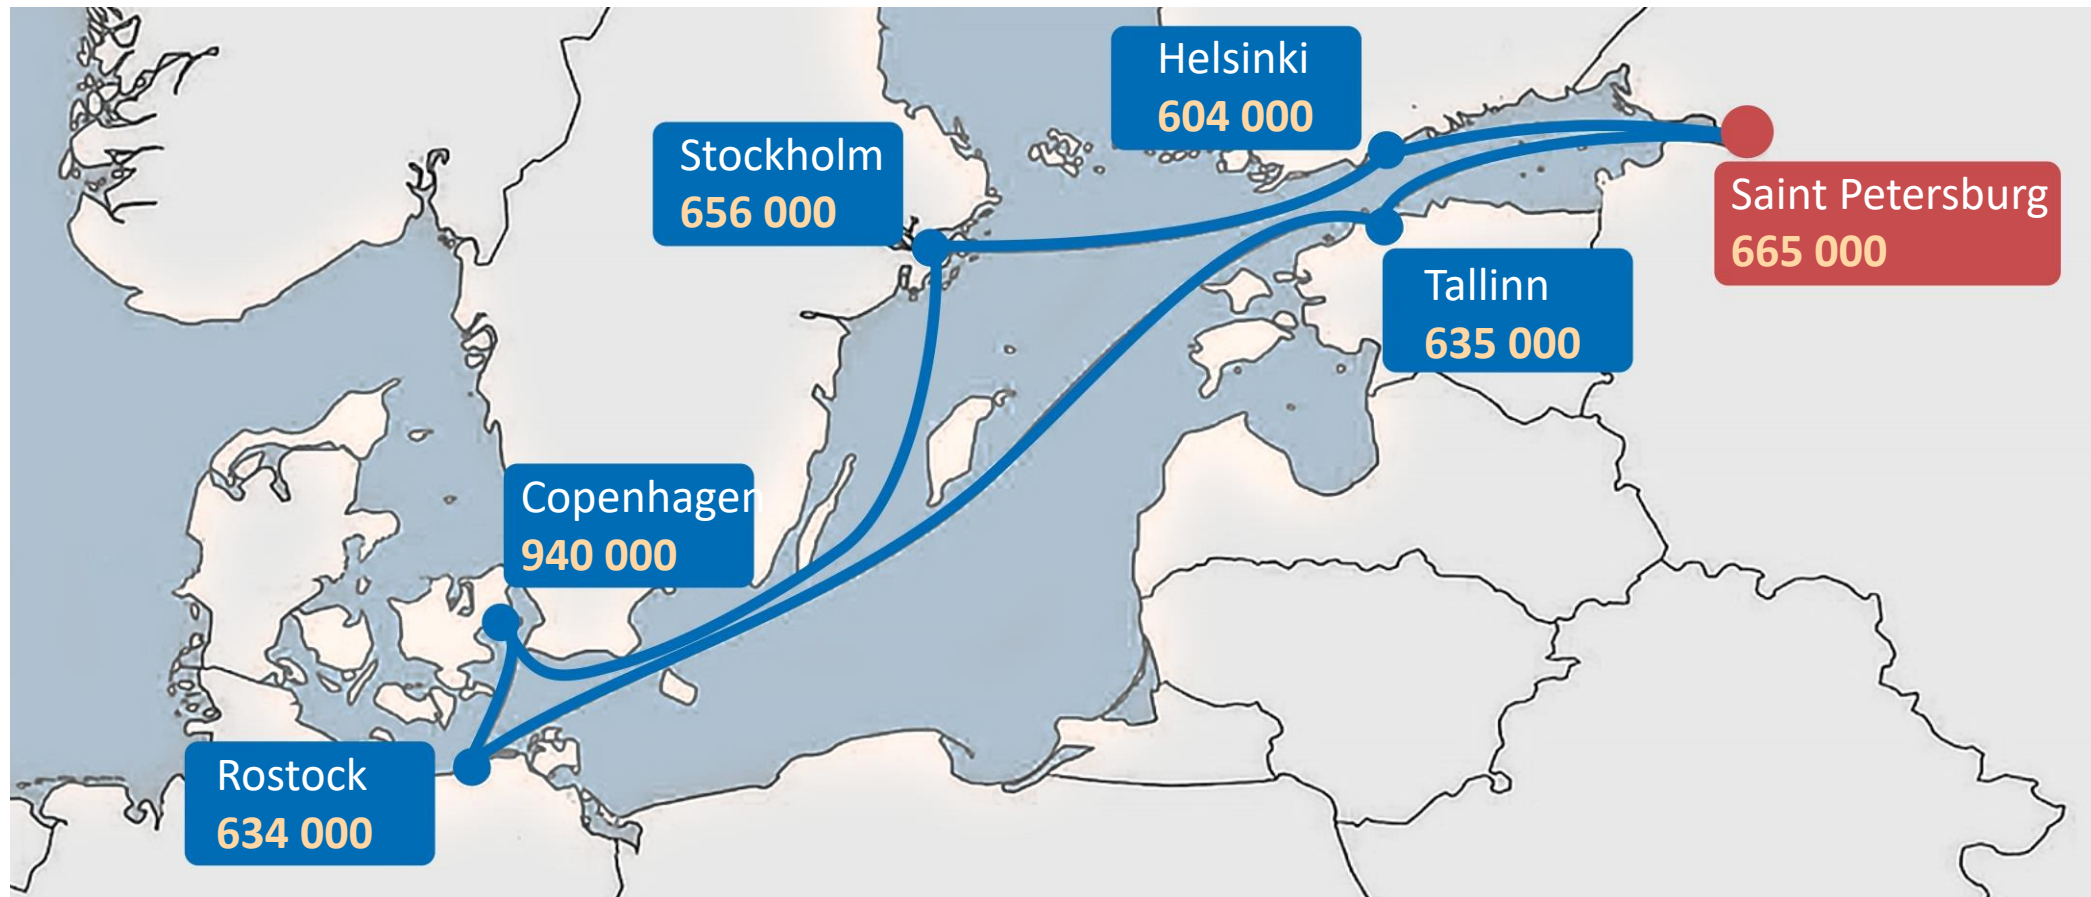 Helsinki
604 000
Stockholm
656 000
Saint Petersburg
665 000
Tallinn
635 000
Copenhagen
940 000
Rostock
634 000